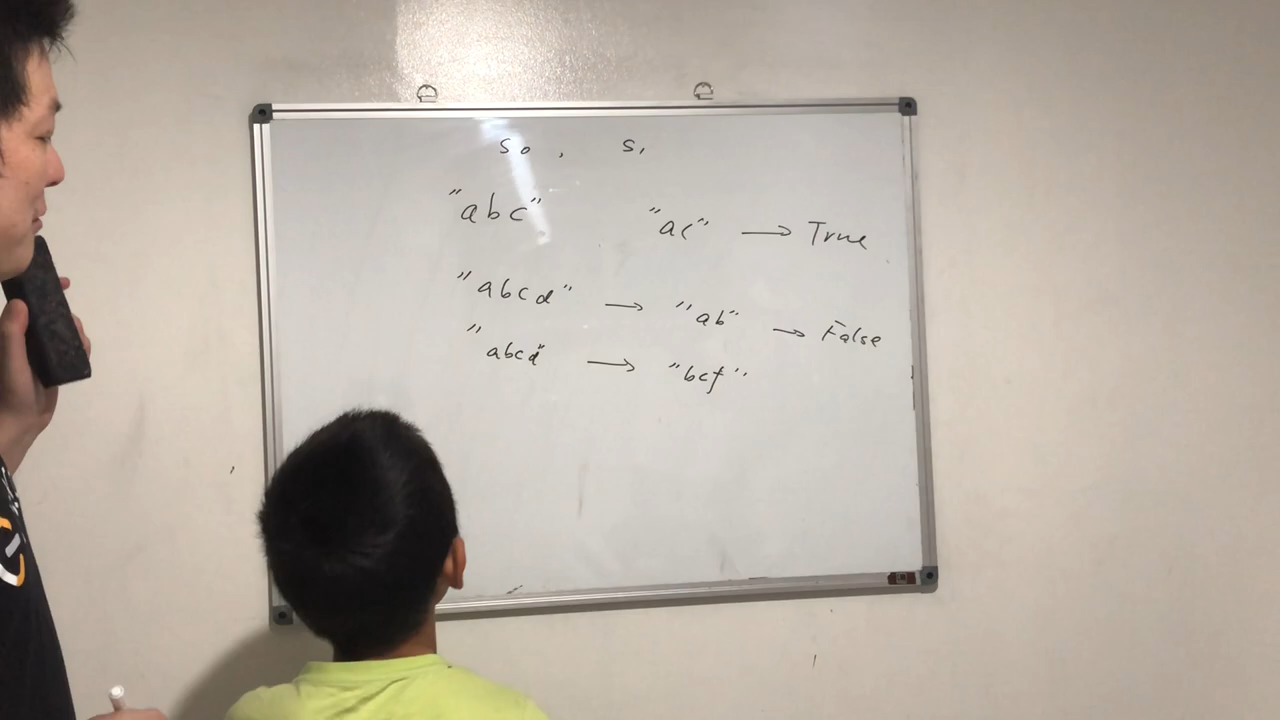 s0 , s1
"abc" "ac" → True
"abcd" → "ab" → False
"abcd" → "bcf"